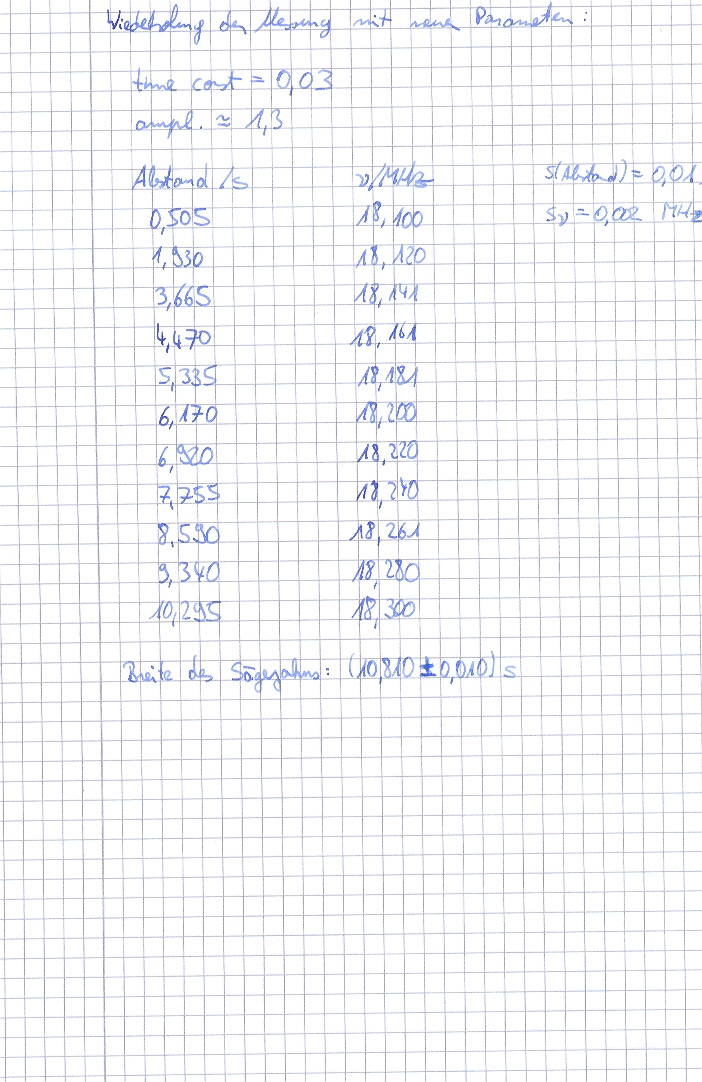 Wiederholung der Messung mit neuen Parametern:
time const = 0,03
ampl. ≈ 1,3
Abstand /s ν/MHz S(Abstand) = 0,01
0,505 18,100 Sν = 0,002 MHz
1,930 18,120
3,665 18,141
4,470 18,161
5,335 18,181
6,170 18,200
6,920 18,220
7,755 18,240
8,590 18,261
9,340 18,280
10,295 18,300
Breite des Sägezahns: (10,810 ± 0,010) s